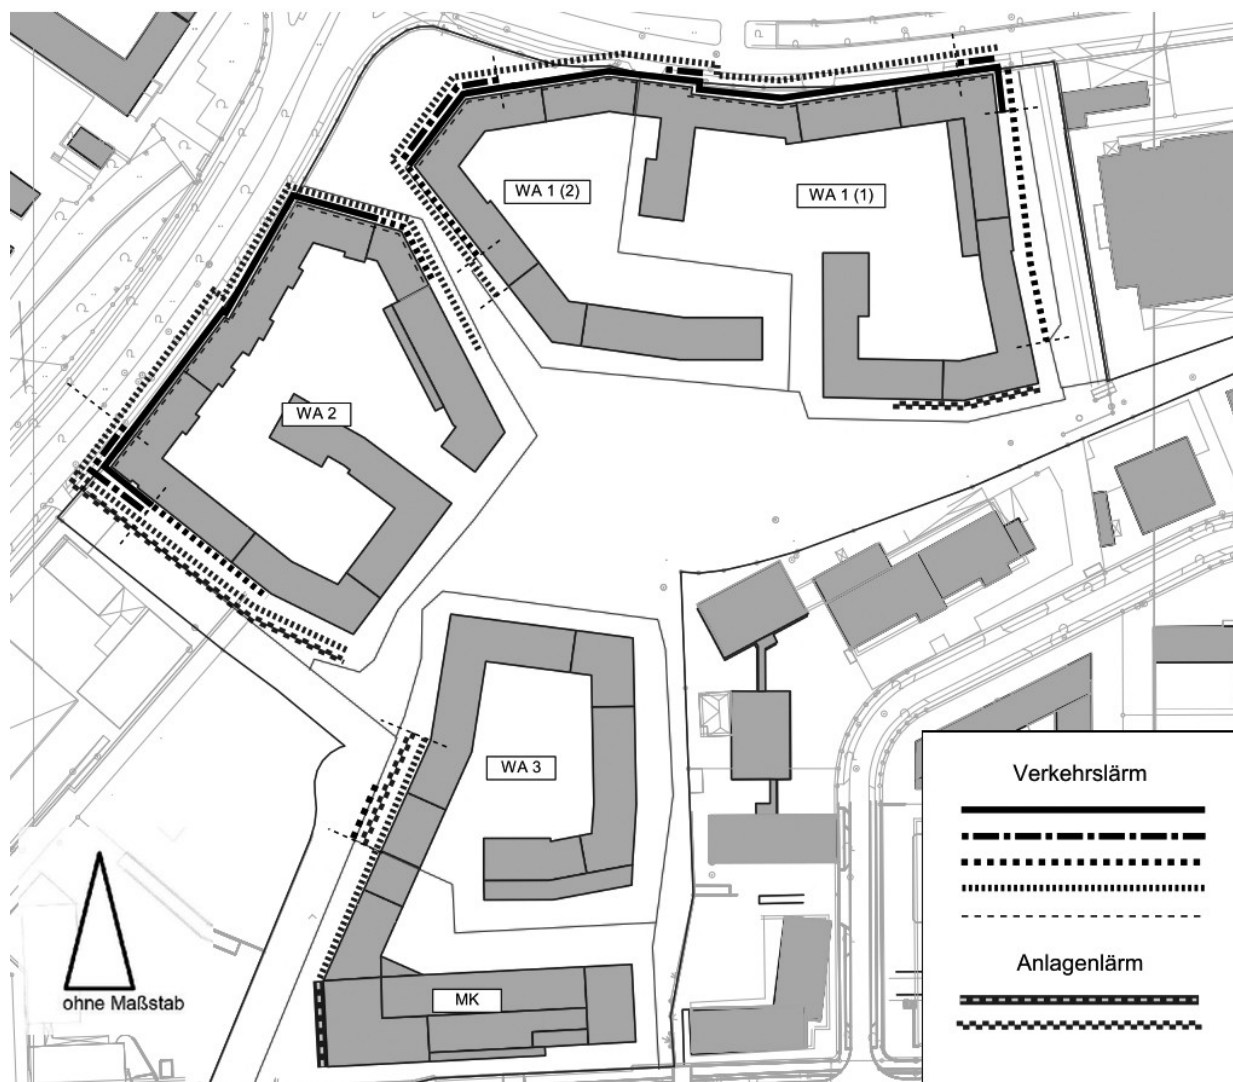 WA 1 (2)
WA 1 (1)
WA 2
WA 3
MK
ohne Maßstab
Verkehrslärm
Anlagenlärm